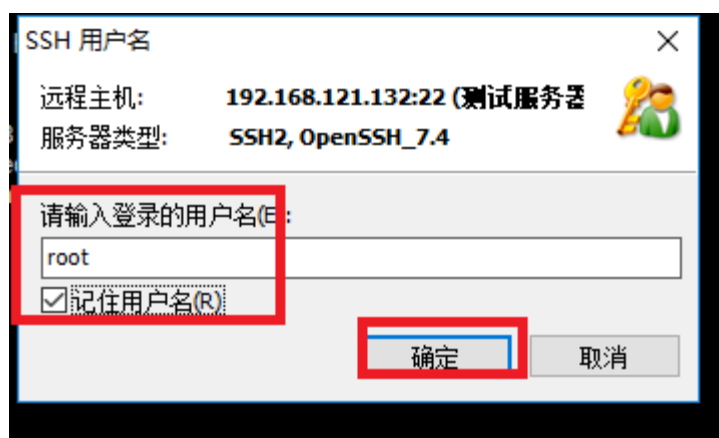 SSH 用户名
远程主机: 192.168.121.132:22 (测试服务器
服务器类型: SSH2, OpenSSH_7.4
请输入登录的用户名(E):
root
记住用户名(R)
确定 取消